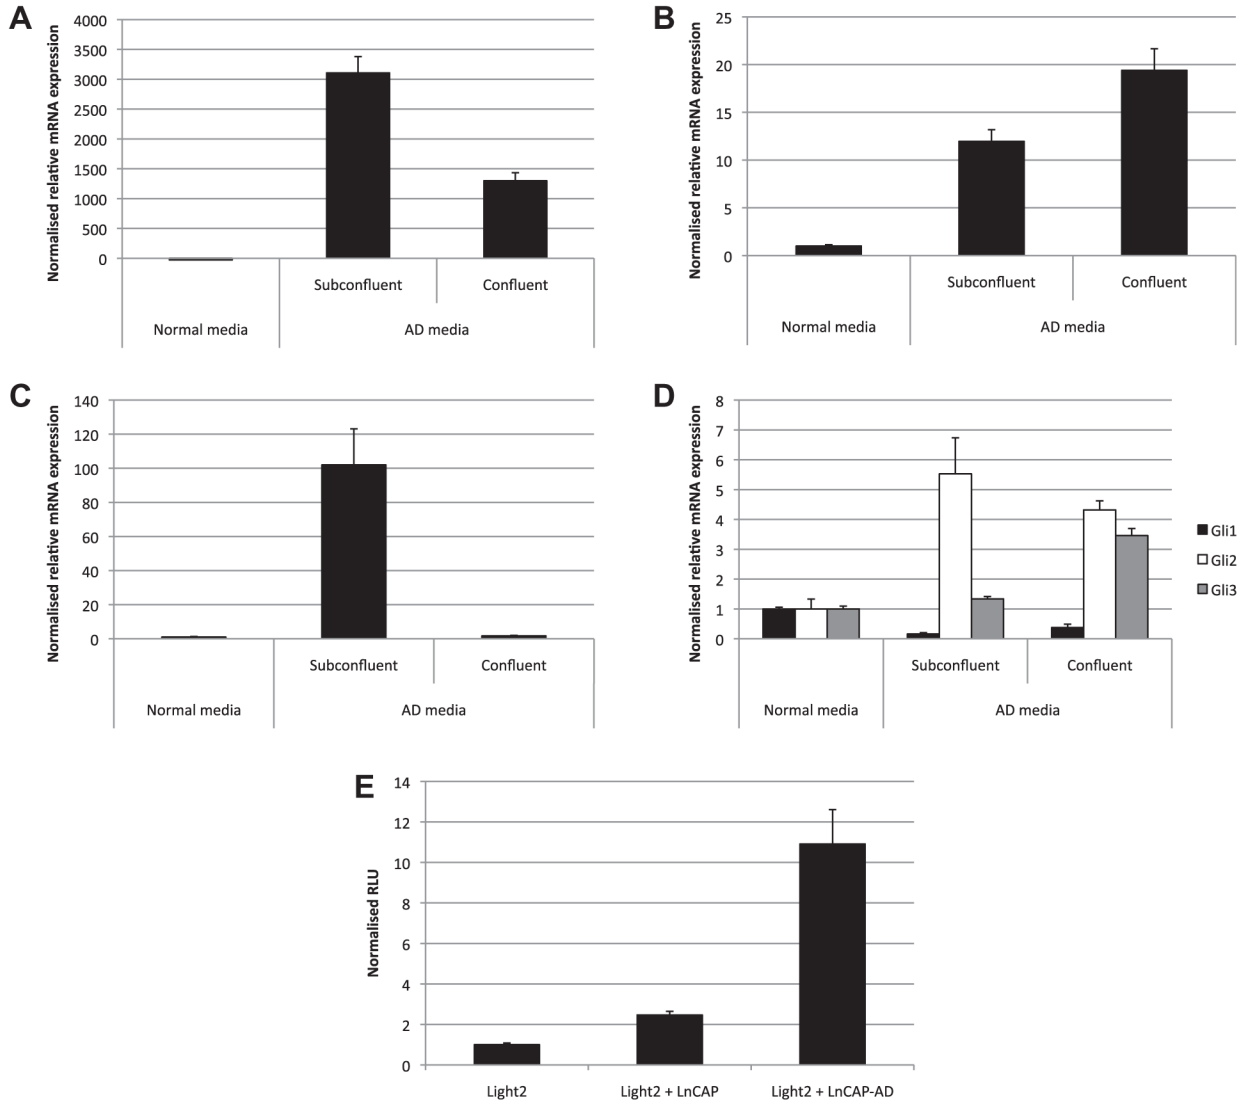 A
Normalised relative mRNA expression
4000
3500
3000
2500
2000
1500
1000
500
0
Subconfluent
Confluent
Normal media
AD media
B
Normalised relative mRNA expression
25
20
15
10
5
0
Subconfluent
Confluent
Normal media
AD media
C
Normalised relative mRNA expression
140
120
100
80
60
40
20
0
Subconfluent
Confluent
Normal media
AD media
D
Normalised relative mRNA expression
8
7
6
5
4
3
2
1
0
Subconfluent
Confluent
Normal media
AD media
Gli1
Gli2
Gli3
E
Normalised RLU
14
12
10
8
6
4
2
0
Light2
Light2 + LnCAP
Light2 + LnCAP-AD